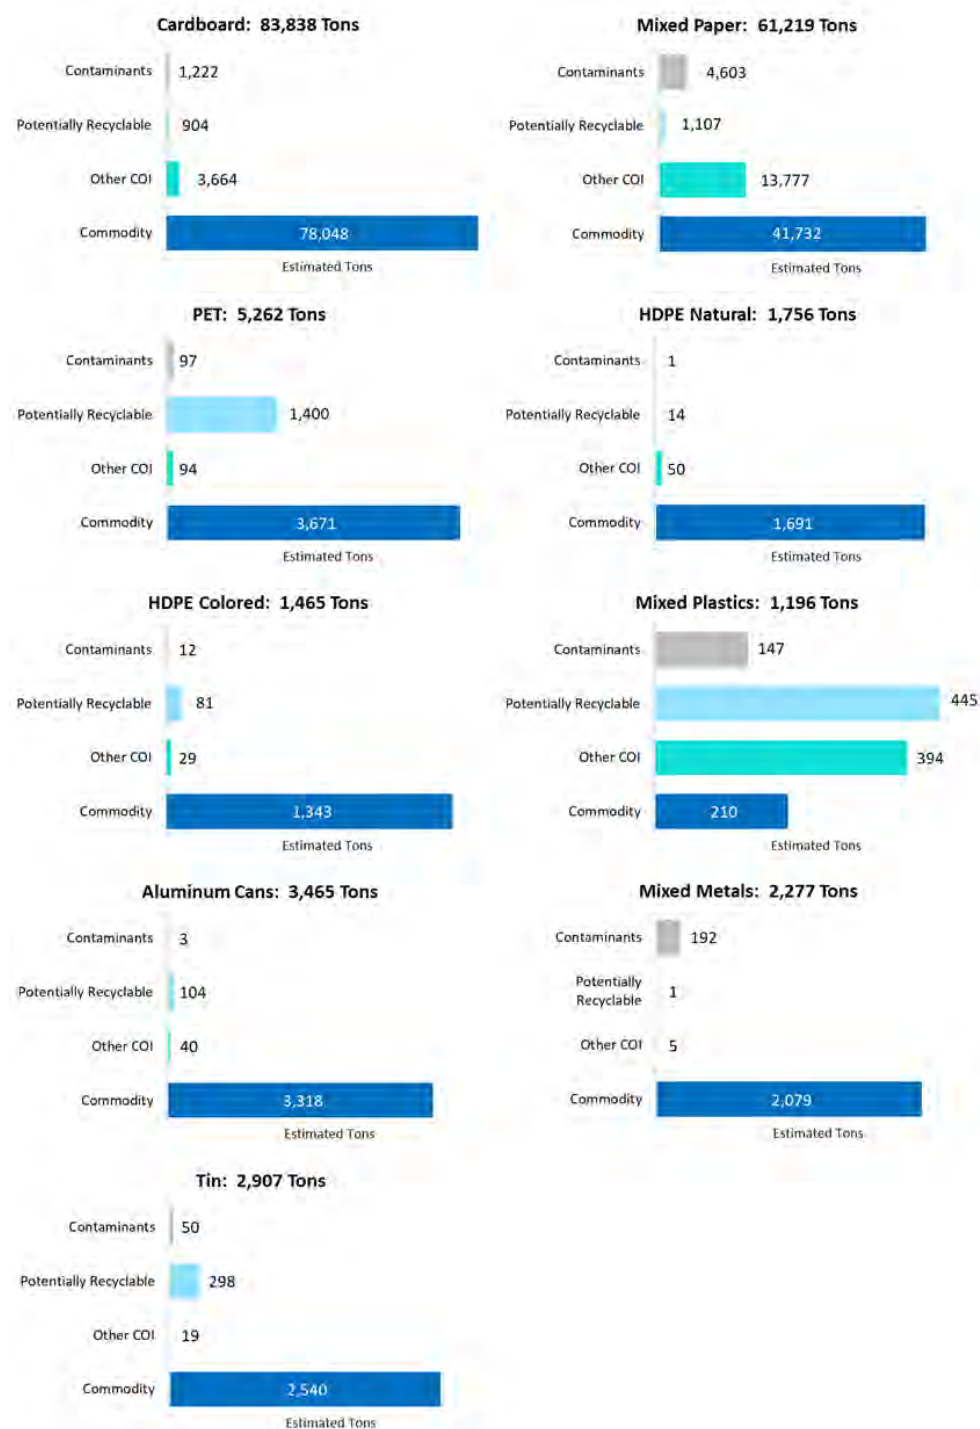 Cardboard: 83,838 Tons
Contaminants 1,222
Potentially Recyclable 904
Other COI 3,664
Commodity 78,048
Estimated Tons
Mixed Paper: 61,219 Tons
Contaminants 4,603
Potentially Recyclable 1,107
Other COI 13,777
Commodity 41,732
Estimated Tons
PET: 5,262 Tons
Contaminants 97
Potentially Recyclable 1,400
Other COI 94
Commodity 3,671
Estimated Tons
HDPE Natural: 1,756 Tons
Contaminants 1
Potentially Recyclable 14
Other COI 50
Commodity 1,691
Estimated Tons
HDPE Colored: 1,465 Tons
Contaminants 12
Potentially Recyclable 81
Other COI 29
Commodity 1,343
Estimated Tons
Mixed Plastics: 1,196 Tons
Contaminants 147
Potentially Recyclable 445
Other COI 394
Commodity 210
Estimated Tons
Aluminum Cans: 3,465 Tons
Contaminants 3
Potentially Recyclable 104
Other COI 40
Commodity 3,318
Estimated Tons
Mixed Metals: 2,277 Tons
Contaminants 192
Potentially
Recyclable 1
Other COI 5
Commodity 2,079
Estimated Tons
Tin: 2,907 Tons
Contaminants 50
Potentially Recyclable 298
Other COI 19
Commodity 2,540
Estimated Tons